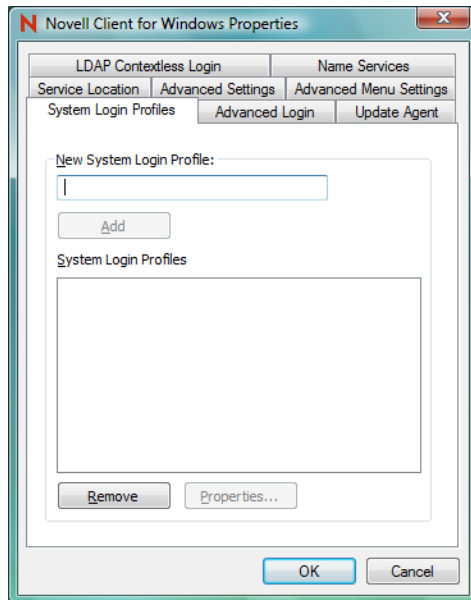 N Novell Client for Windows Properties
X
LDAP Contextless Login Name Services
Service Location Advanced Settings Advanced Menu Settings
System Login Profiles Advanced Login Update Agent
New System Login Profile:
Add
System Login Profiles
Remove Properties...
OK Cancel